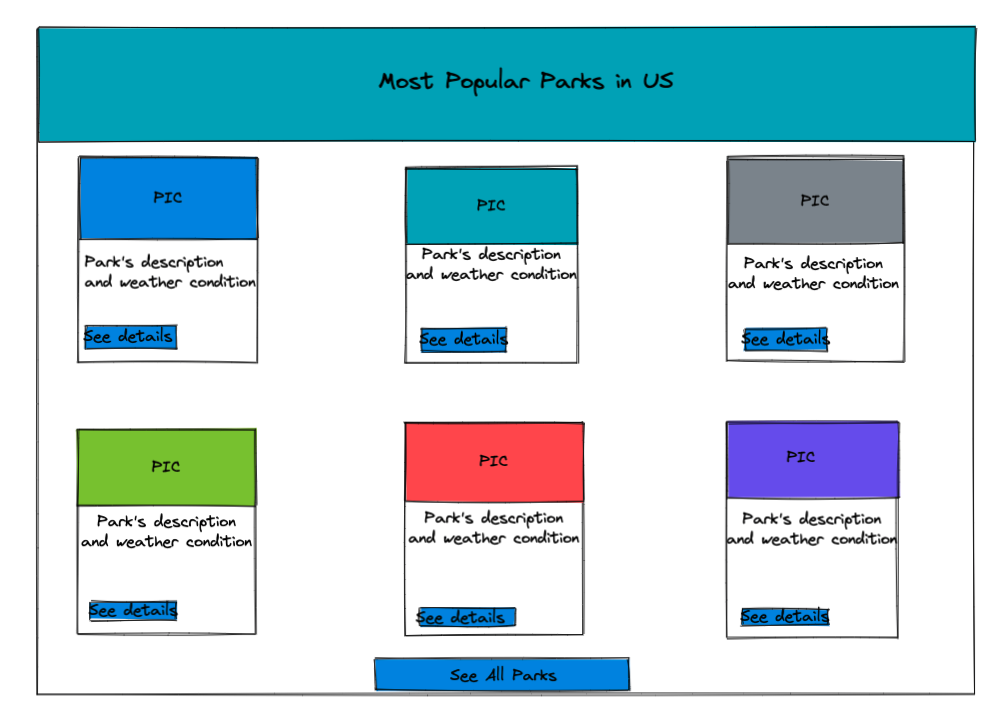 Most Popular Parks in US
PIC
Park's description
and weather condition
See details
PIC
Park's description
and weather condition
See details
PIC
Park's description
and weather condition
See details
PIC
Park's description
and weather condition
See details
PIC
Park's description
and weather condition
See details
PIC
Park's description
and weather condition
See details
See All Parks